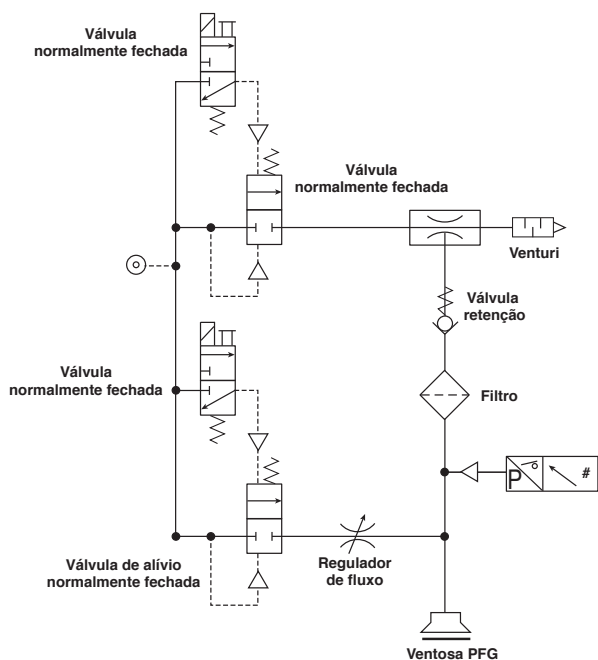 Válvula
normalmente fechada
Válvula
normalmente fechada
Venturi
Válvula
retenção
Válvula
normalmente fechada
Filtro
P
#
Válvula de alívio
normalmente fechada
Regulador
de fluxo
Ventosa PFG